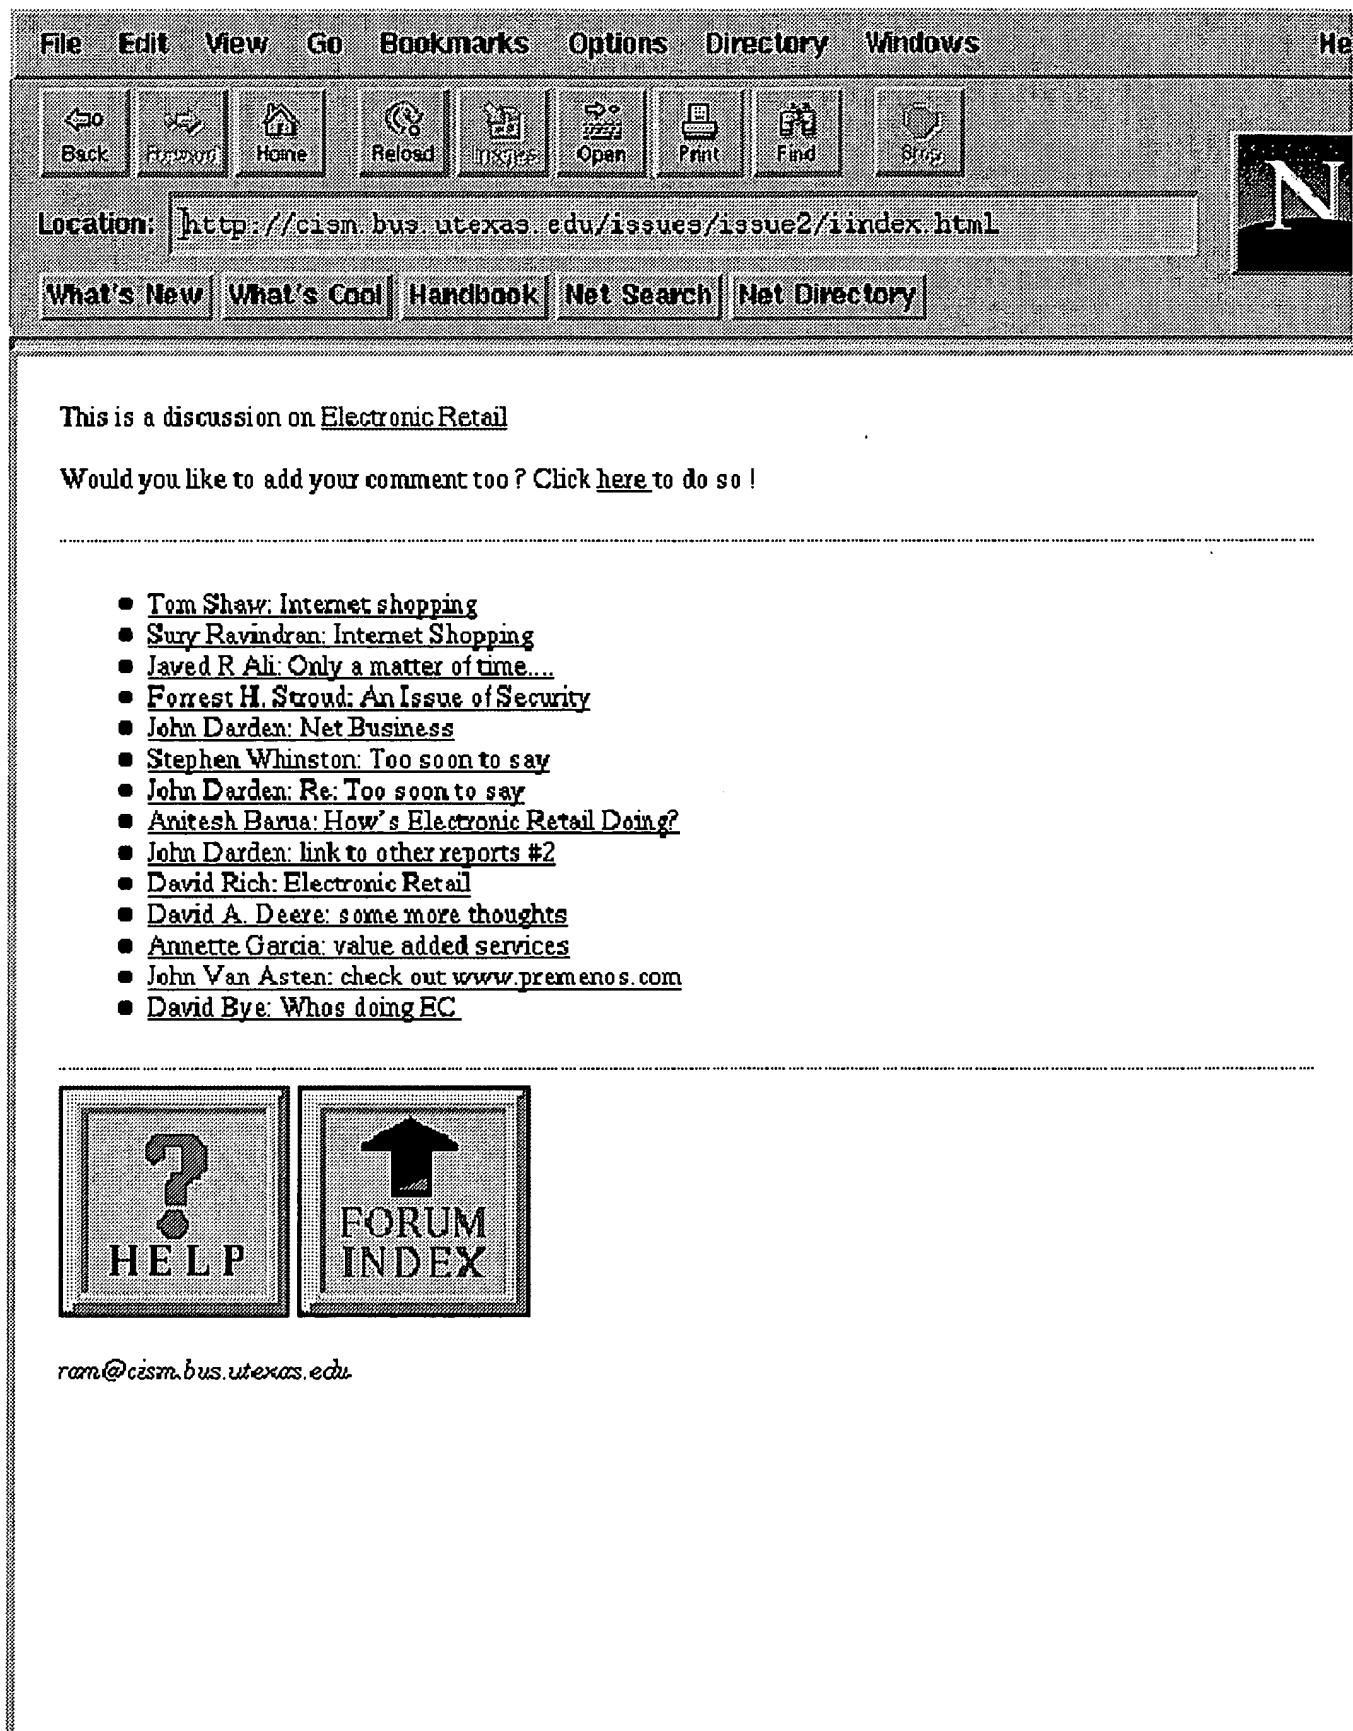 File Edit View Go Bookmarks Options Directory Windows He
Back Forward Home Reload Images Open Print Find Stop
N
Location: http://cism.bus.utexas.edu/issues/issue2/iindex.html
What's New What's Cool Handbook Net Search Net Directory
This is a discussion on Electronic Retail
Would you like to add your comment too ? Click here to do so !
Tom Shaw: Internet shopping
Sury Ravindran: Internet Shopping
Javed R Ali: Only a matter of time....
Forrest H. Stroud: An Issue of Security
John Darden: Net Business
Stephen Whinston: Too soon to say
John Darden: Re: Too soon to say
Anitesh Barua: How's Electronic Retail Doing?
John Darden: link to other reports #2
David Rich: Electronic Retail
David A. Deere: some more thoughts
Annette Garcia: value added services
John Van Asten: check out www.premenos.com
David Bye: Whos doing EC
HELP
FORUM
INDEX
ram@cism.bus.utexas.edu